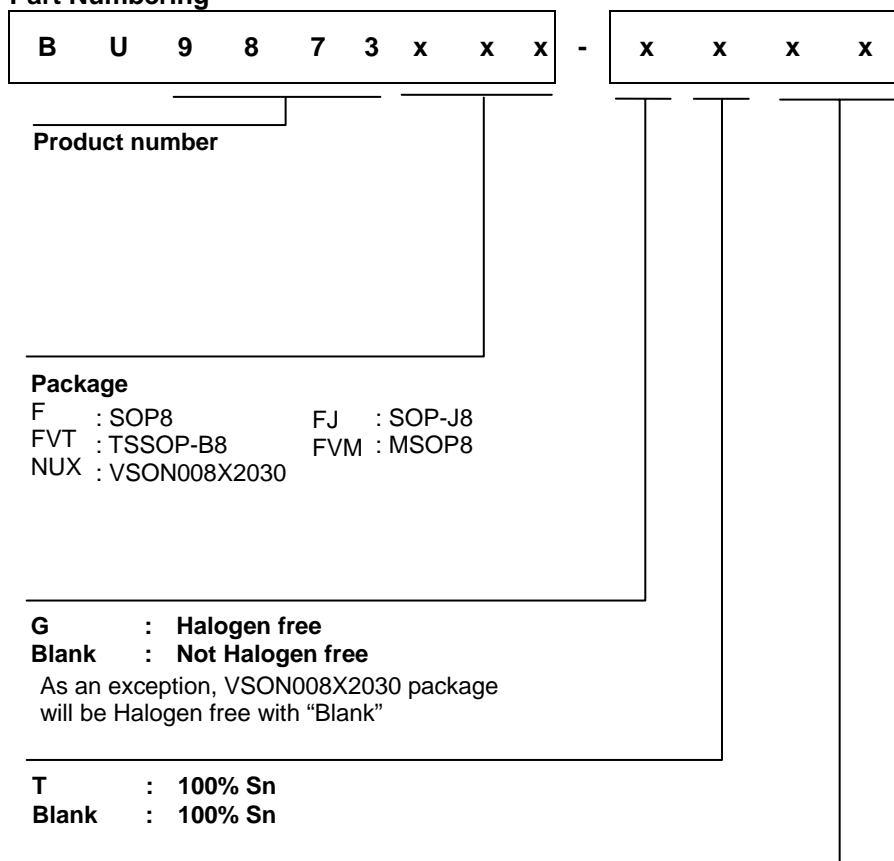 Part Numbering
B U 9 8 7 3 x x x - x x x x
Product number
Package
F : SOP8 FJ : SOP-J8
FVT : TSSOP-B8 FVM : MSOP8
NUX : VSON008X2030
G : Halogen free
Blank : Not Halogen free
As an exception, VSON008X2030 package
will be Halogen free with “Blank”
T : 100% Sn
Blank : 100% Sn